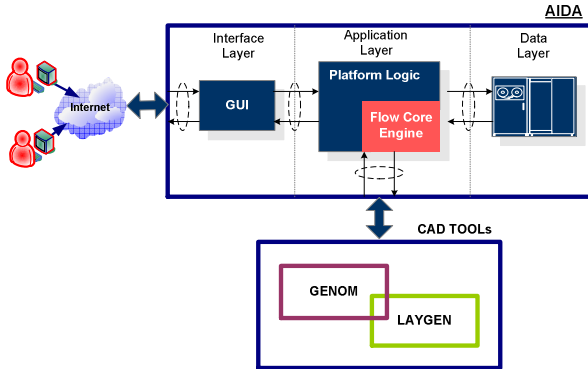 AIDA
Interface
Layer
Application
Layer
Data
Layer
Internet
GUI
Platform Logic
Flow Core
Engine
CAD TOOLs
GENOM
LAYGEN